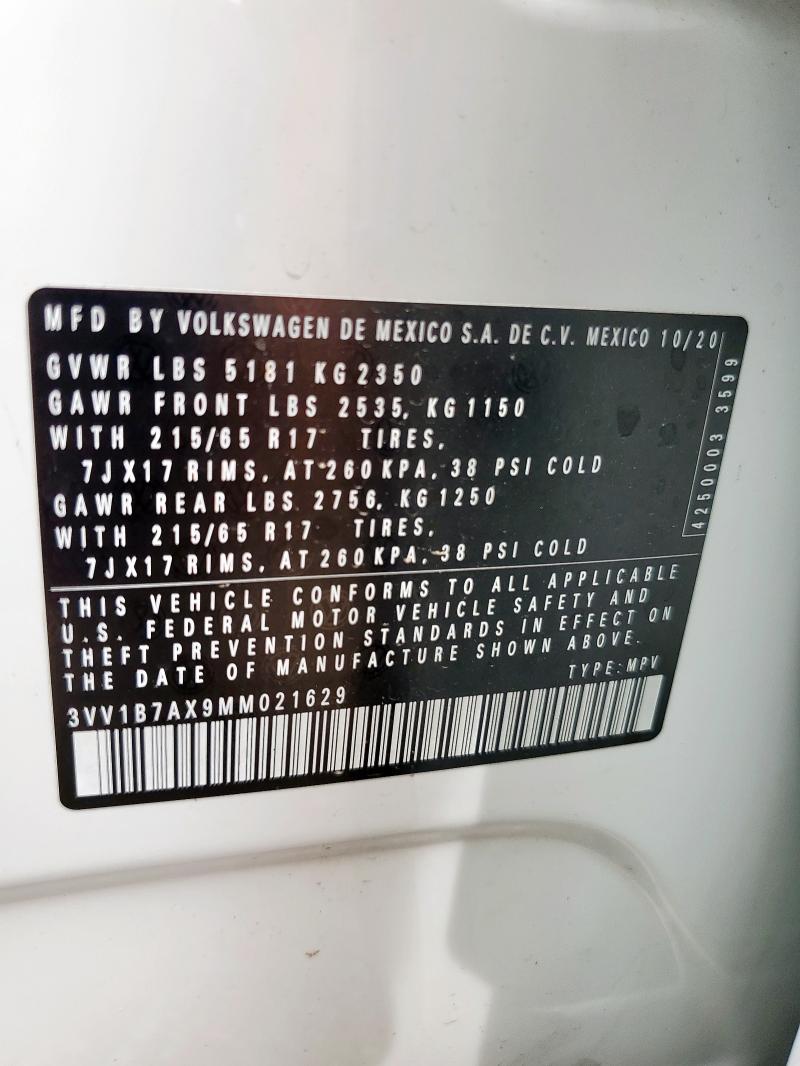 MFD BY VOLKSWAGEN DE MEXICO S.A. DE C.V. MEXICO 10/20
GVWR LBS 5181 KG 2350
GAWR FRONT LBS 2535, KG 1150
WITH 215/65 R17 TIRES,
7JX17 RIMS, AT 260 KPA, 38 PSI COLD
GAWR REAR LBS 2756, KG 1250
WITH 215/65 R17 TIRES,
7JX17 RIMS, AT 260 KPA, 38 PSI COLD
4250003 3599
THIS VEHICLE CONFORMS TO ALL APPLICABLE
U.S. FEDERAL MOTOR VEHICLE SAFETY AND
THEFT PREVENTION STANDARDS IN EFFECT ON
THE DATE OF MANUFACTURE SHOWN ABOVE.
TYPE: MPV
3VV1B7AX9MM021629